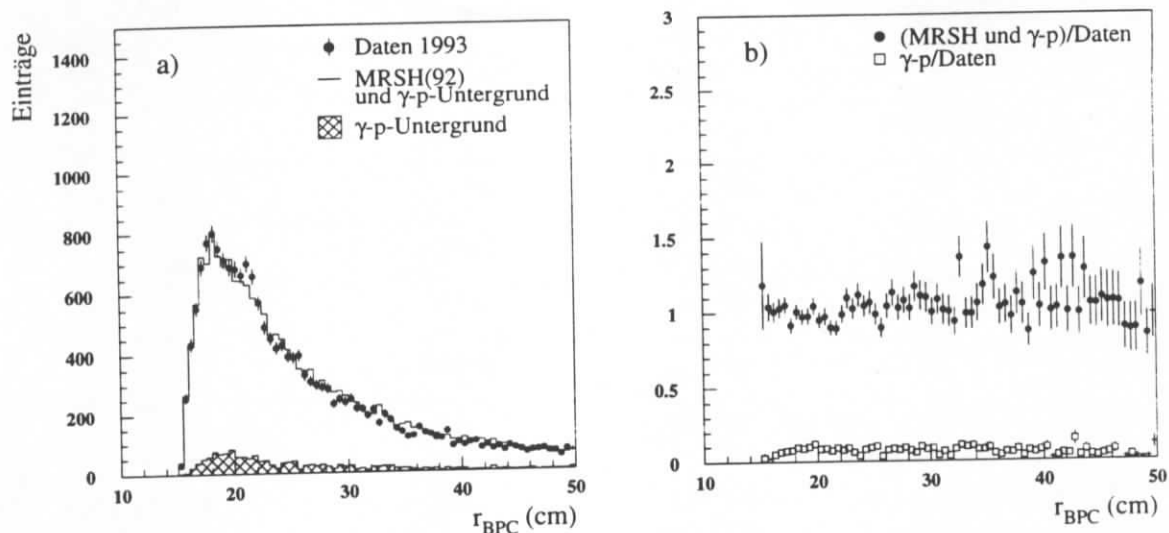 Einträge
1400
1200
1000
800
600
400
200
0
10
20
30
40
50
r_BPC (cm)
a)
Daten 1993
MRSH(92)
und γ-p-Untergrund
γ-p-Untergrund
3
2.5
2
1.5
1
0.5
0
10
20
30
40
50
r_BPC (cm)
b)
(MRSH und γ-p)/Daten
γ-p/Daten